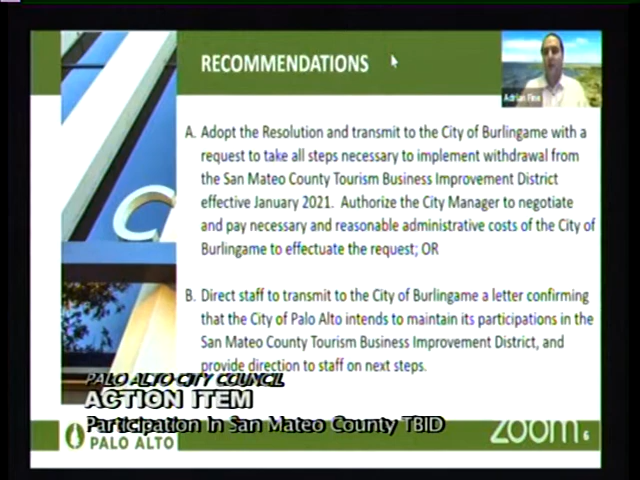 RECOMMENDATIONS
Adrian Fine
A. Adopt the Resolution and transmit to the City of Burlingame with a
request to take all steps necessary to implement withdrawal from
the San Mateo County Tourism Business Improvement District
effective January 2021. Authorize the City Manager to negotiate
and pay necessary and reasonable administrative costs of the City of
Burlingame to effectuate the request; OR
B. Direct staff to transmit to the City of Burlingame a letter confirming
that the City of Palo Alto intends to maintain its participations in the
San Mateo County Tourism Business Improvement District, and
provide direction to staff on next steps.
PALO ALTO CITY COUNCIL
ACTION ITEM
Participation in San Mateo County TBID
PALO ALTO
zoom 6